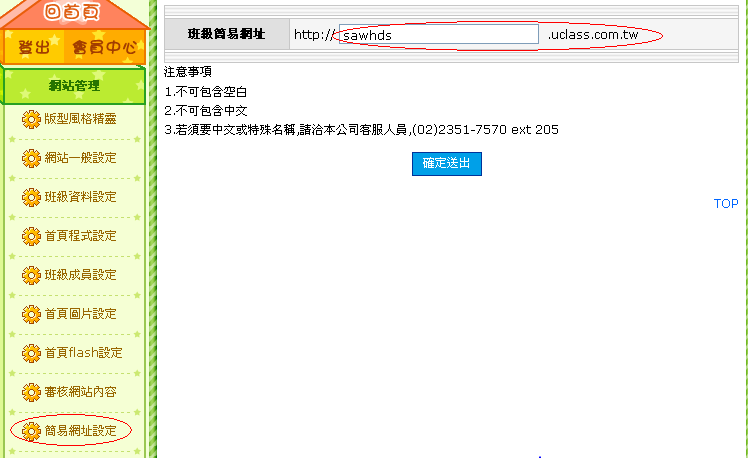 回首頁
登出 會員中心
網站管理
版型風格精靈
網站一般設定
班級資料設定
首頁程式設定
班級成員設定
首頁圖片設定
首頁flash設定
審核網站內容
簡易網址設定
班級簡易網址 http:// sawhds .uclass.com.tw
注意事項
1.不可包含空白
2.不可包含中文
3.若須要中文或特殊名稱,請洽本公司客服人員,(02)2351-7570 ext 205
確定送出
TOP